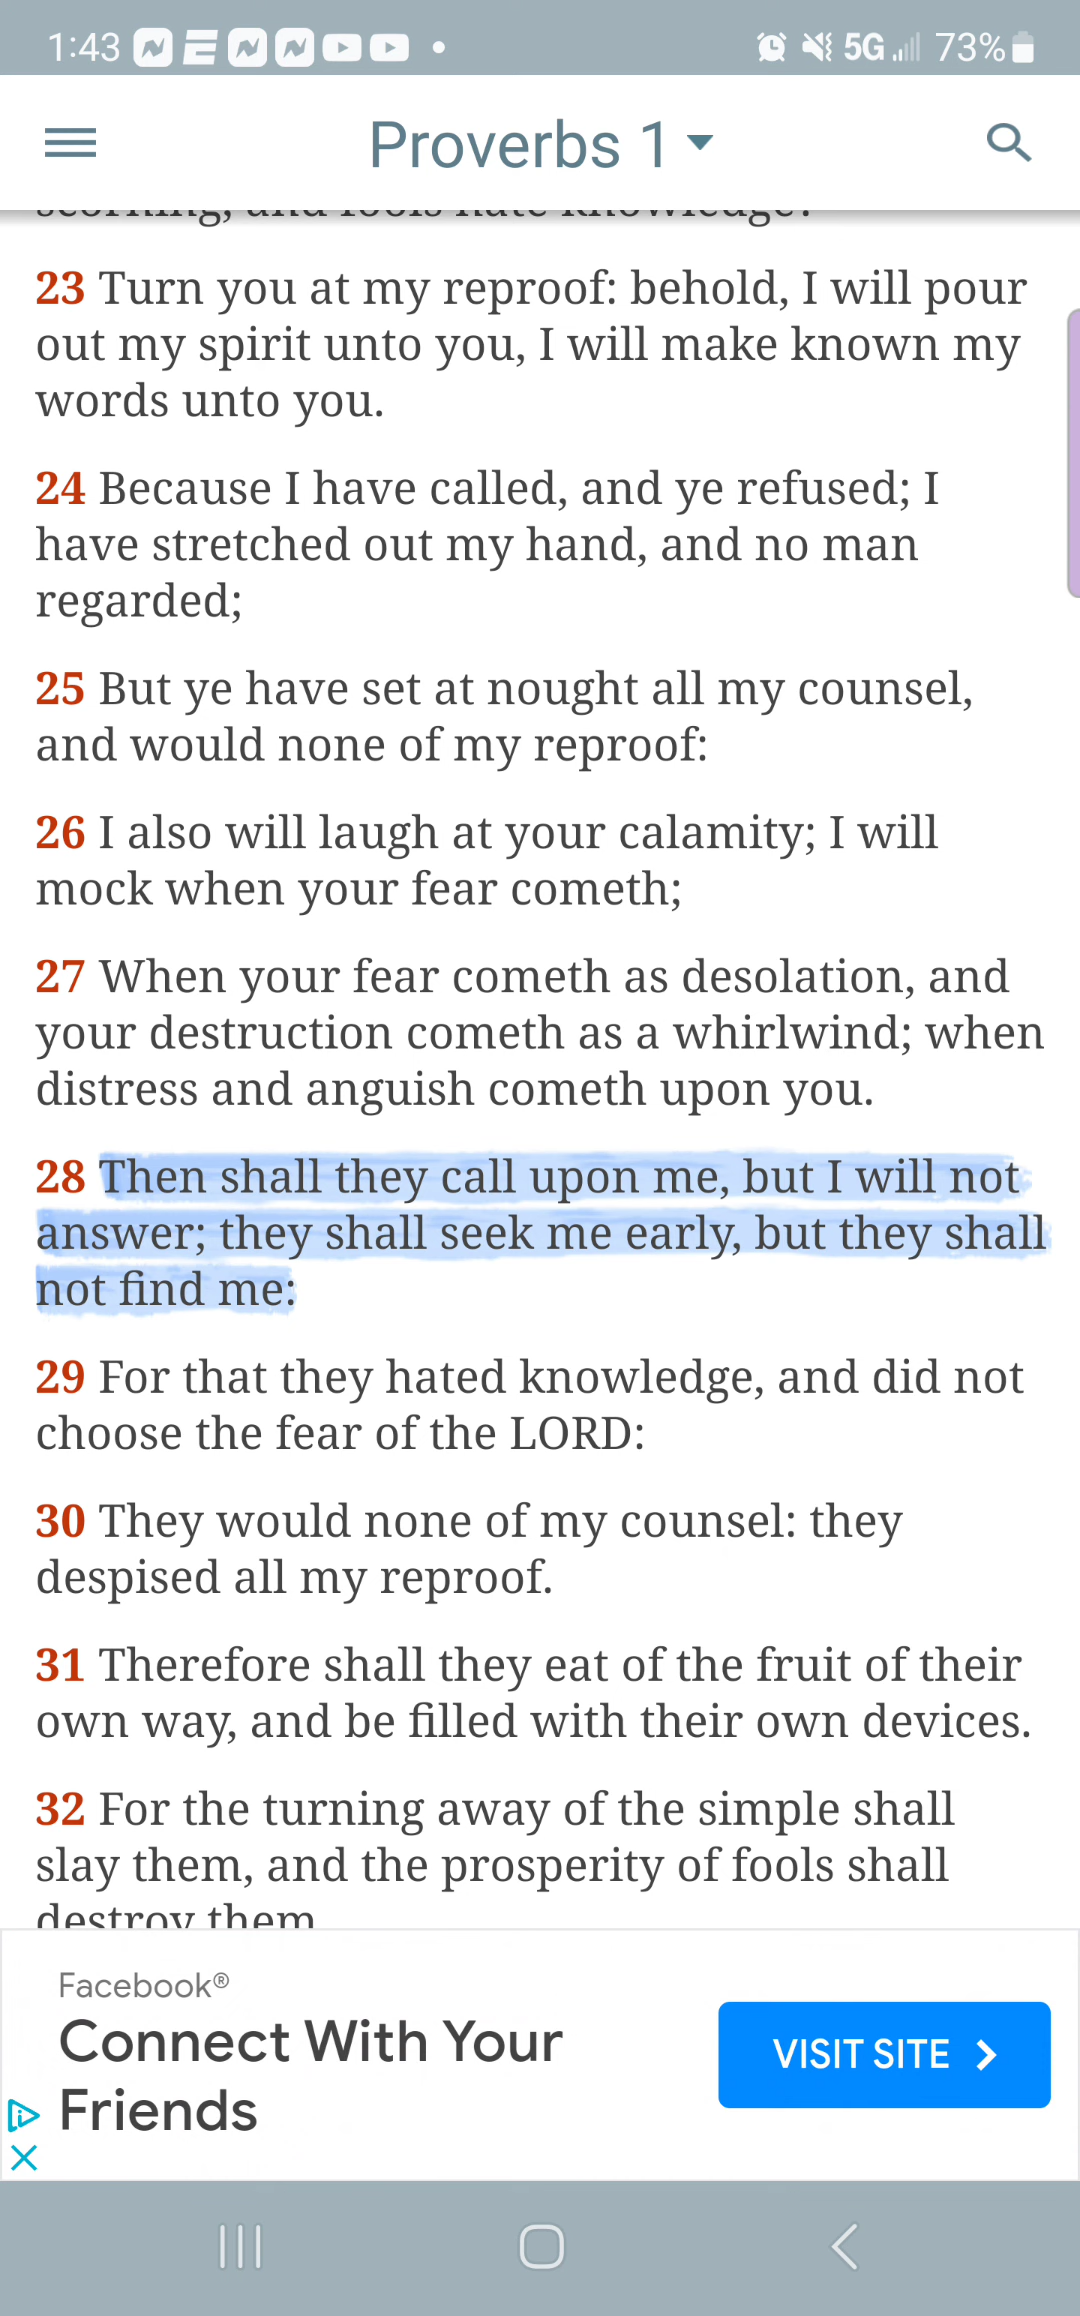 1:43
5G 73%
Proverbs 1
scorning, and fools hate knowledge?
23 Turn you at my reproof: behold, I will pour
out my spirit unto you, I will make known my
words unto you.
24 Because I have called, and ye refused; I
have stretched out my hand, and no man
regarded;
25 But ye have set at nought all my counsel,
and would none of my reproof:
26 I also will laugh at your calamity; I will
mock when your fear cometh;
27 When your fear cometh as desolation, and
your destruction cometh as a whirlwind; when
distress and anguish cometh upon you.
28 Then shall they call upon me, but I will not
answer; they shall seek me early, but they shall
not find me:
29 For that they hated knowledge, and did not
choose the fear of the LORD:
30 They would none of my counsel: they
despised all my reproof.
31 Therefore shall they eat of the fruit of their
own way, and be filled with their own devices.
32 For the turning away of the simple shall
slay them, and the prosperity of fools shall
destroy them
Facebook®
Connect With Your
Friends
VISIT SITE